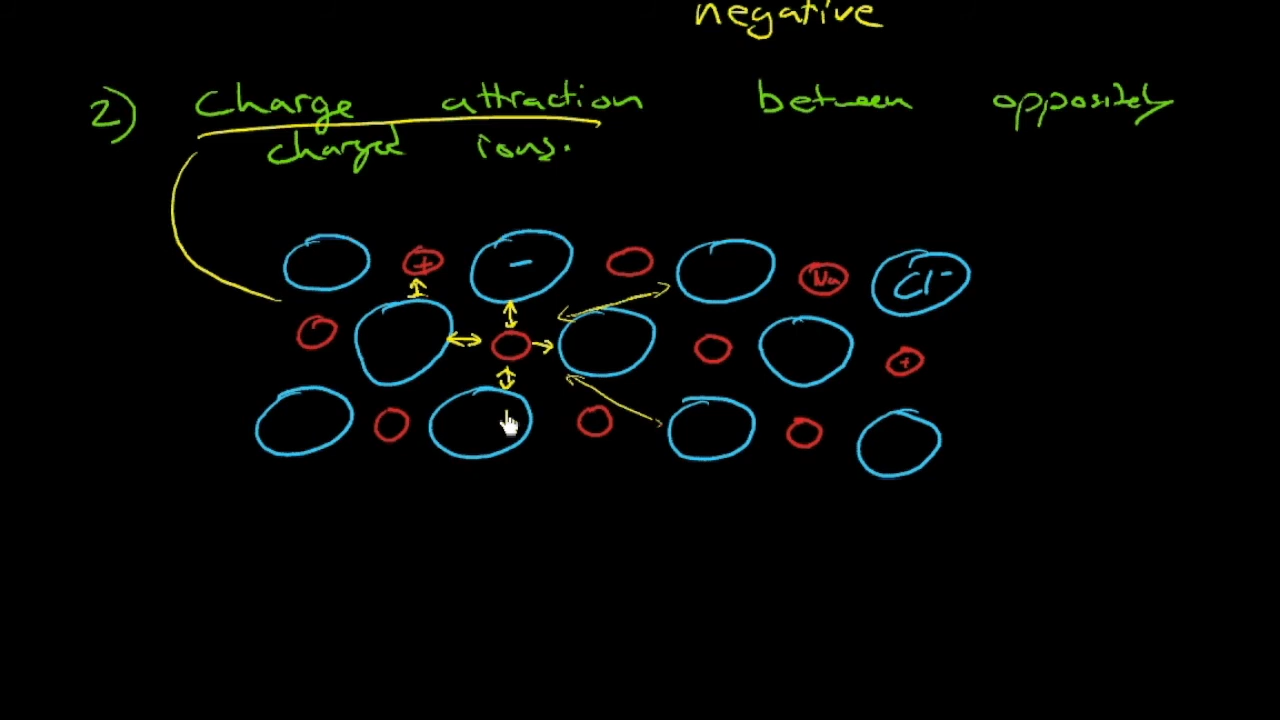 negative
2) Charge attraction between oppositely
charged ions.
+ - Na Cl⁻
+